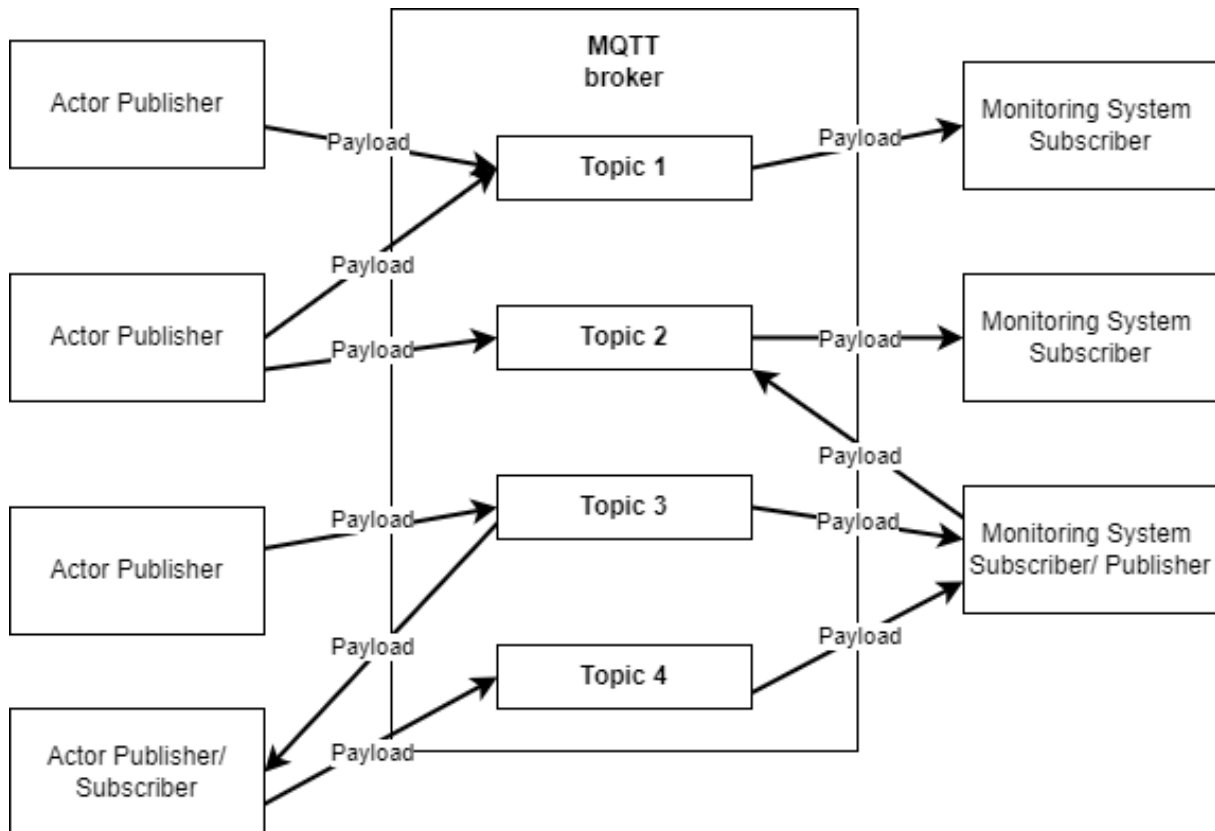 MQTT
broker
Actor Publisher
Payload
Topic 1
Payload
Monitoring System
Subscriber
Actor Publisher
Payload
Payload
Topic 2
Payload
Monitoring System
Subscriber
Payload
Actor Publisher
Payload
Topic 3
Payload
Monitoring System
Subscriber/ Publisher
Payload
Topic 4
Payload
Actor Publisher/
Subscriber
Payload